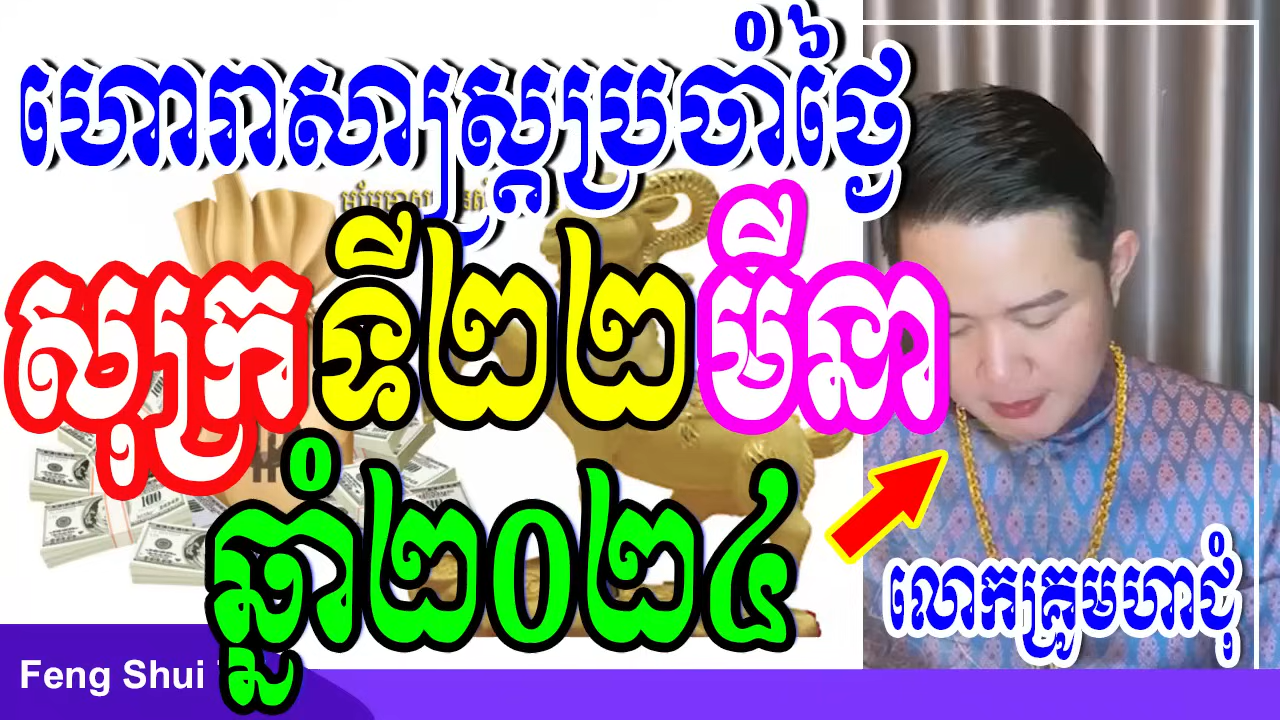 ហោរាសាស្ត្រប្រចាំថ្ងៃ
សុក្រ ទី២២ មីនា
ឆ្នាំ២០២៤
លោកគ្រូមហាជុំ
Feng Shui